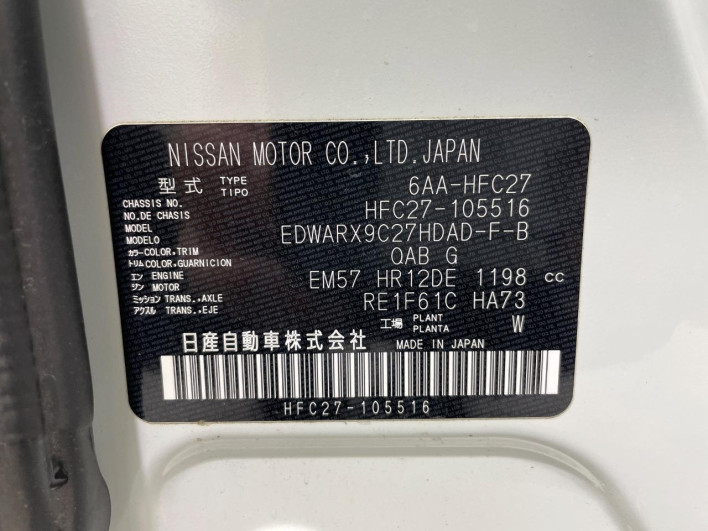 NISSAN MOTOR CO.,LTD.JAPAN
型式 TYPE TIPO 6AA-HFC27
CHASSIS NO. NO.DE CHASIS HFC27-105516
MODEL MODELO EDWARX9C27HDAD-F-B
カラー COLOR,TRIM トリム COLOR,GUARNICION QAB G
エン ENGINE ジン MOTOR EM57 HR12DE 1198 CC
ミッション TRANS.,AXLE アクスル TRANS.,EJE RE1F61C HA73
工場 PLANT PLANTA W
日産自動車株式会社 MADE IN JAPAN
HFC27-105516